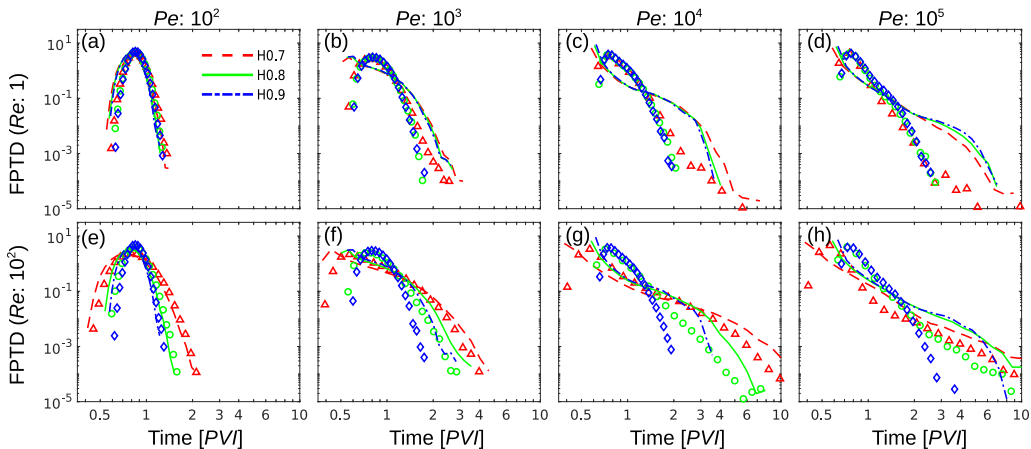 Pe: 10² Pe: 10³ Pe: 10⁴ Pe: 10⁵
FPTD (Re: 1)
10¹
10⁻¹
10⁻³
10⁻⁵
(a) (b) (c) (d)
H0.7
H0.8
H0.9
FPTD (Re: 10²)
10¹
10⁻¹
10⁻³
10⁻⁵
(e) (f) (g) (h)
0.5 1 2 3 4 6 10 0.5 1 2 3 4 6 10 0.5 1 2 3 4 6 10 0.5 1 2 3 4 6 10
Time [PVI] Time [PVI] Time [PVI] Time [PVI]